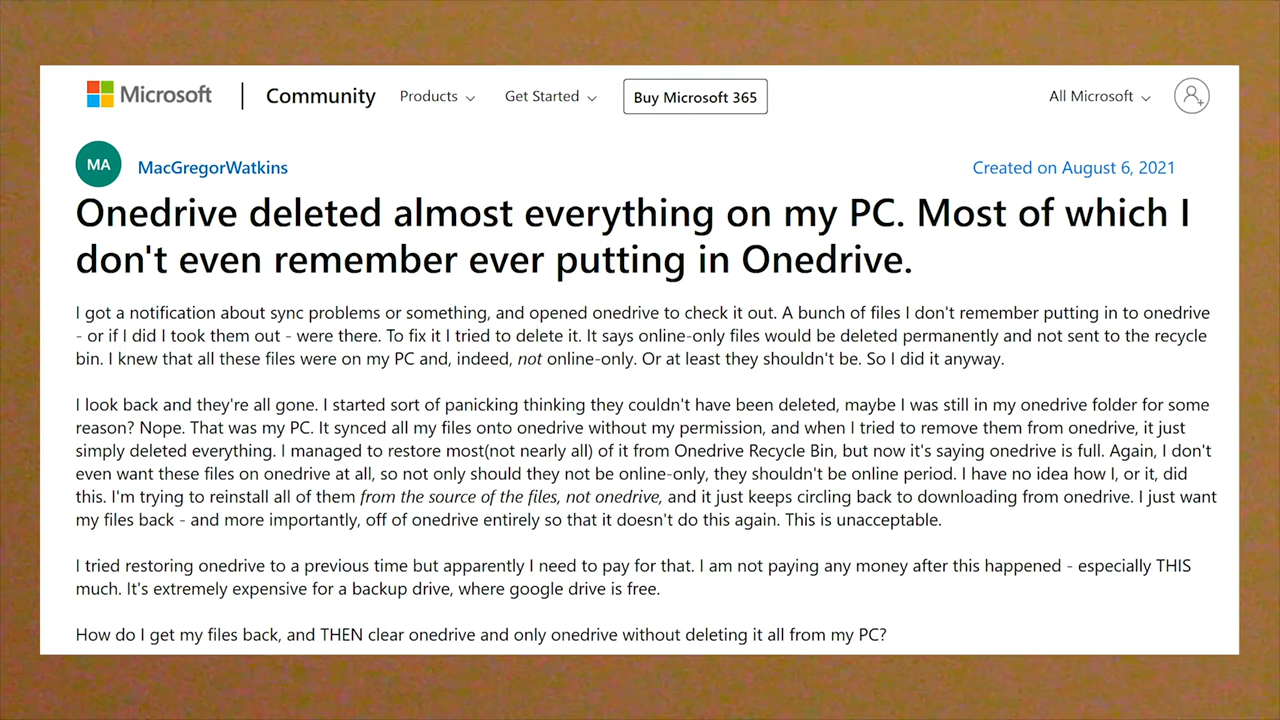 Microsoft | Community Products Get Started Buy Microsoft 365 All Microsoft
MA MacGregorWatkins Created on August 6, 2021
Onedrive deleted almost everything on my PC. Most of which I
don't even remember ever putting in Onedrive.
I got a notification about sync problems or something, and opened onedrive to check it out. A bunch of files I don't remember putting in to onedrive
- or if I did I took them out - were there. To fix it I tried to delete it. It says online-only files would be deleted permanently and not sent to the recycle
bin. I knew that all these files were on my PC and, indeed, not online-only. Or at least they shouldn't be. So I did it anyway.
I look back and they're all gone. I started sort of panicking thinking they couldn't have been deleted, maybe I was still in my onedrive folder for some
reason? Nope. That was my PC. It synced all my files onto onedrive without my permission, and when I tried to remove them from onedrive, it just
simply deleted everything. I managed to restore most(not nearly all) of it from Onedrive Recycle Bin, but now it's saying onedrive is full. Again, I don't
even want these files on onedrive at all, so not only should they not be online-only, they shouldn't be online period. I have no idea how I, or it, did
this. I'm trying to reinstall all of them from the source of the files, not onedrive, and it just keeps circling back to downloading from onedrive. I just want
my files back - and more importantly, off of onedrive entirely so that it doesn't do this again. This is unacceptable.
I tried restoring onedrive to a previous time but apparently I need to pay for that. I am not paying any money after this happened - especially THIS
much. It's extremely expensive for a backup drive, where google drive is free.
How do I get my files back, and THEN clear onedrive and only onedrive without deleting it all from my PC?